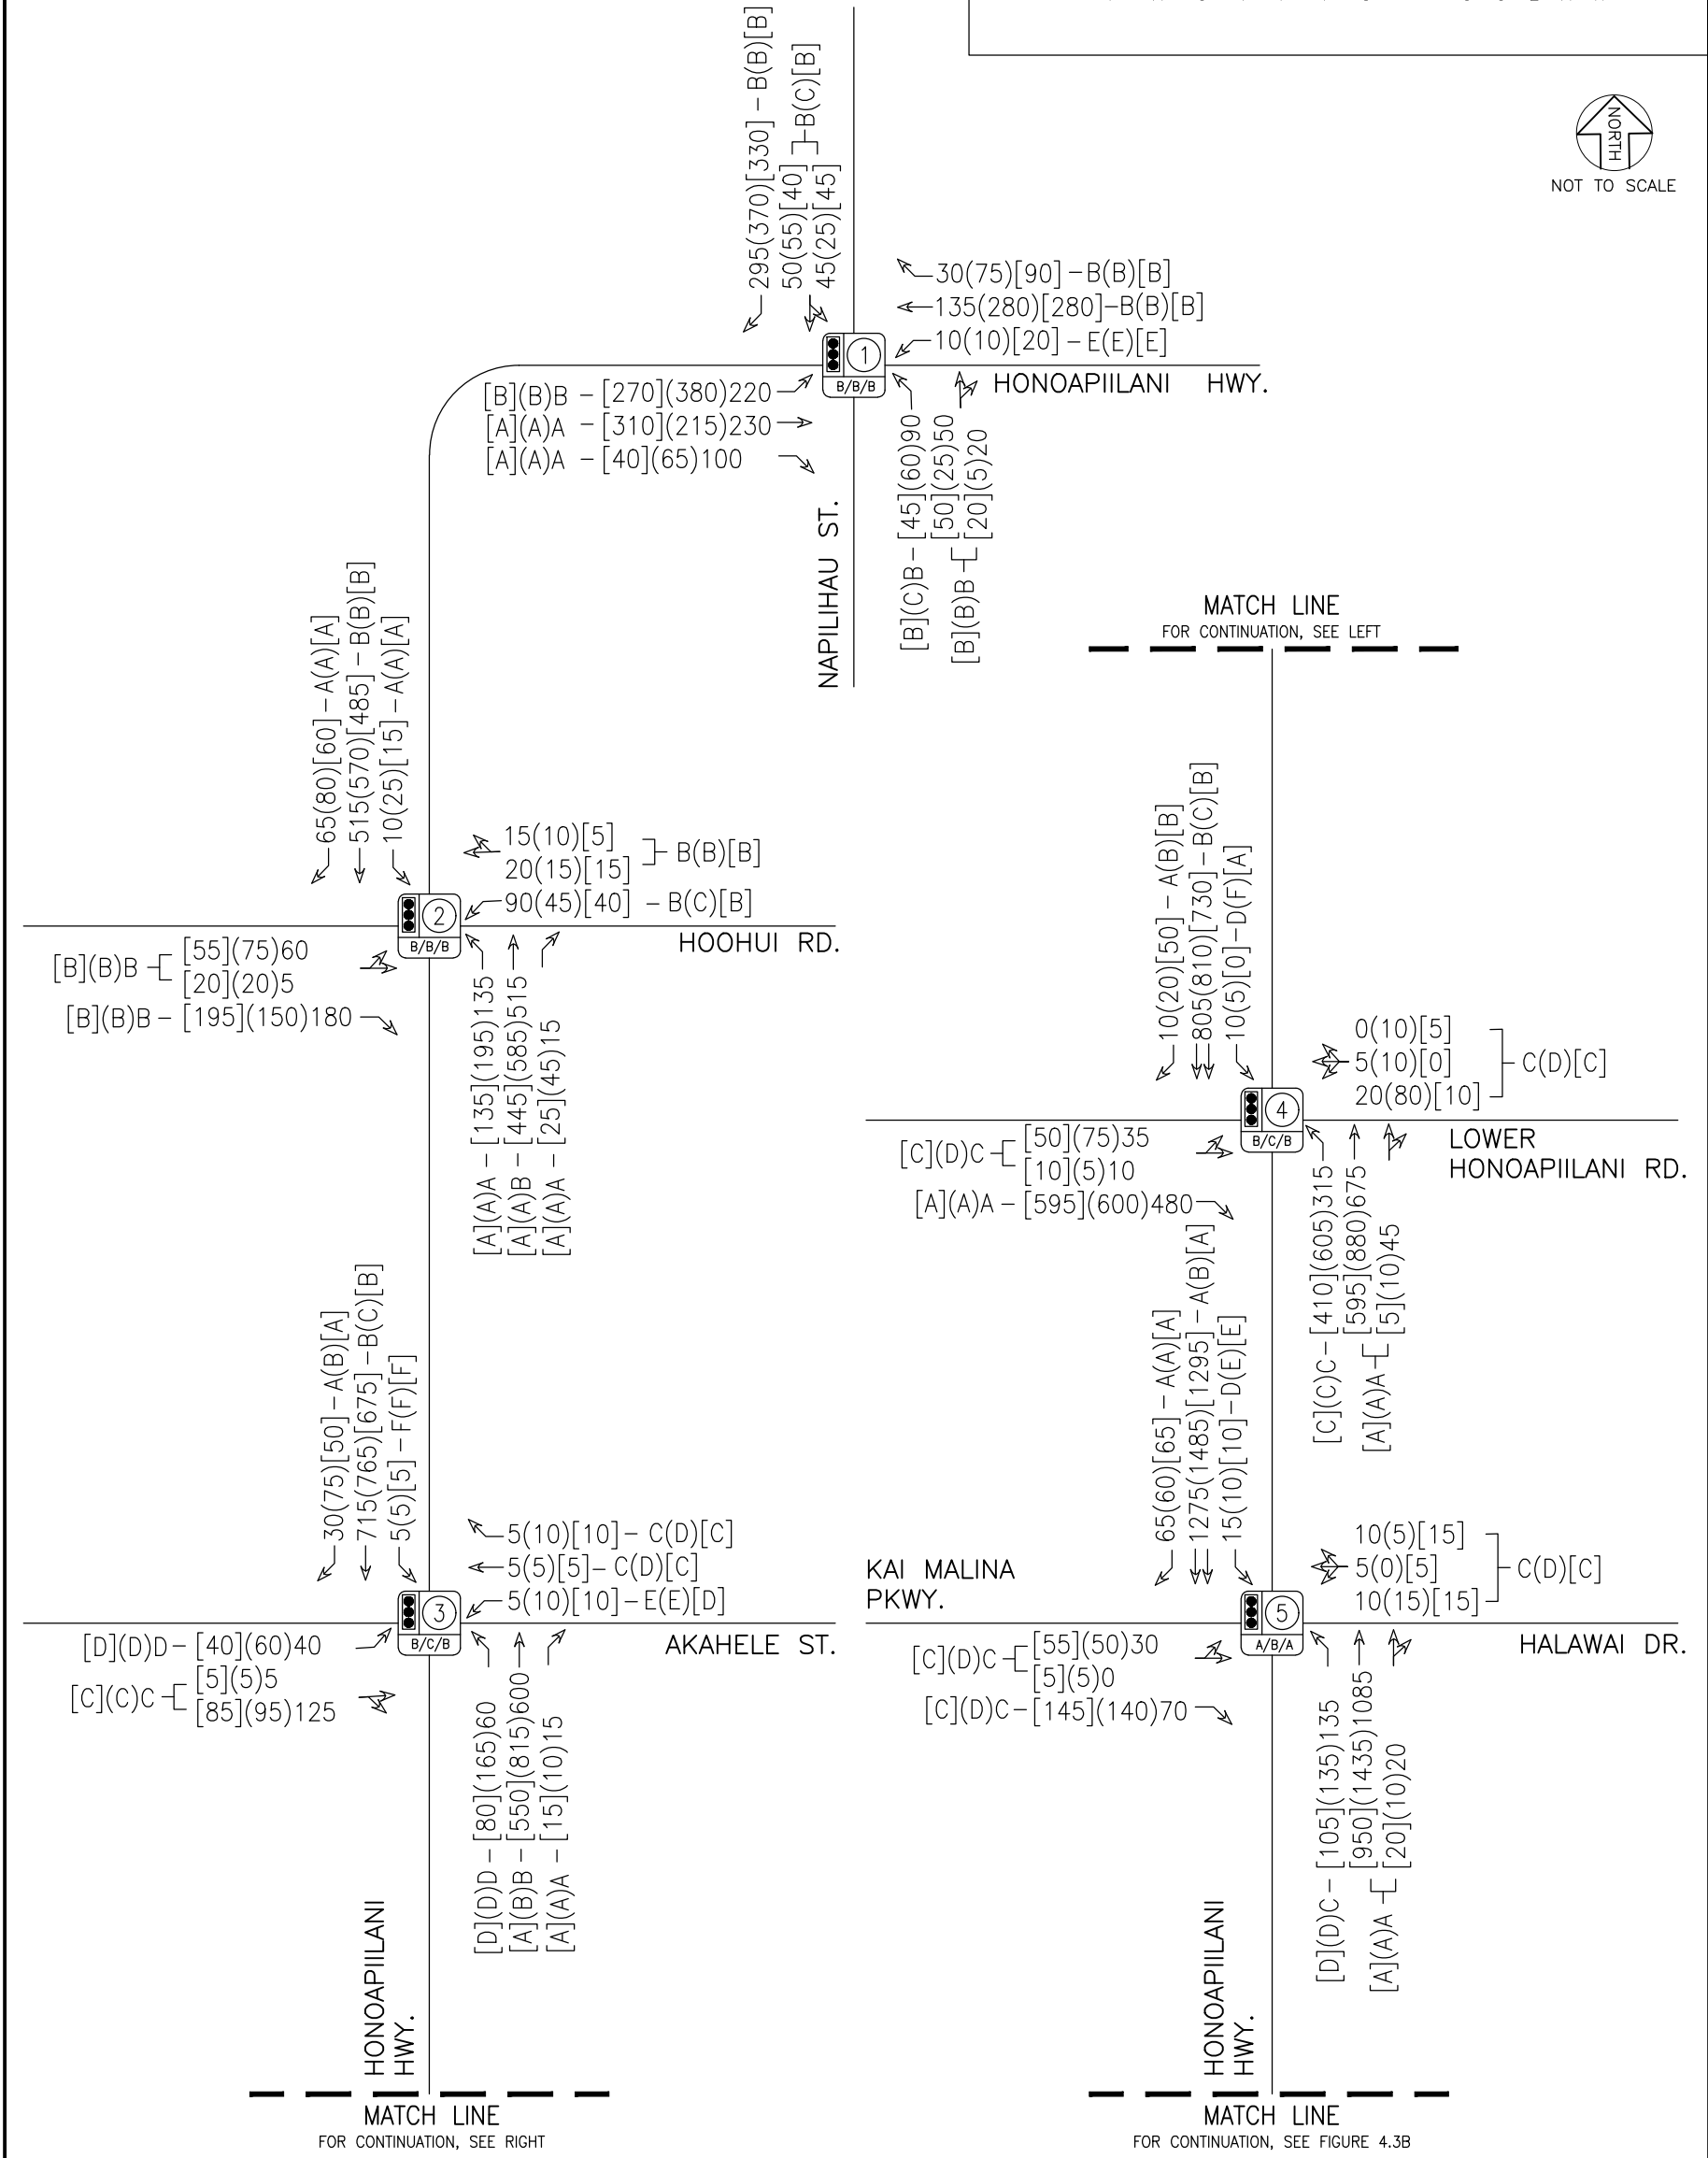 NORTH
NOT TO SCALE
295(370)[330] - B(B)[B]
50(55)[40]
45(25)[45]
B(C)[B]
30(75)[90] - B(B)[B]
135(280)[280] - B(B)[B]
10(10)[20] - E(E)[E]
1
B/B/B
HONOAPIILANI HWY.
[B](B)B - [270](380)220
[A](A)A - [310](215)230
[A](A)A - [40](65)100
NAPILIHAU ST.
[B](C)B - [45](60)90
[50](25)50
[20](5)20
[B](B)B
MATCH LINE
FOR CONTINUATION, SEE LEFT
65(80)[60] - A(A)[A]
515(570)[485] - B(B)[B]
10(25)[15] - A(A)[A]
15(10)[5]
20(15)[15]
B(B)[B]
90(45)[40] - B(C)[B]
2
B/B/B
HOOHUI RD.
[55](75)60
[20](20)5
[B](B)B
[B](B)B - [195](150)180
[A](A)A - [135](195)135
[A](A)B - [445](585)515
[A](A)A - [25](45)15
10(20)[50] - A(B)[B]
805(810)[730] - B(C)[B]
10(5)[0] - D(F)[A]
0(10)[5]
5(10)[0]
20(80)[10]
C(D)[C]
4
B/C/B
LOWER
HONOAPIILANI RD.
[50](75)35
[10](5)10
[C](D)C
[A](A)A - [595](600)480
[C](C)C - [410](605)315
[595](880)675
[5](10)45
[A](A)A
30(75)[50] - A(B)[A]
715(765)[675] - B(C)[B]
5(5)[5] - F(F)[F]
5(10)[10] - C(D)[C]
5(5)[5] - C(D)[C]
5(10)[10] - E(E)[D]
3
B/C/B
AKAHELE ST.
[D](D)D - [40](60)40
[5](5)5
[85](95)125
[C](C)C
[D](D)D - [80](165)60
[A](B)B - [550](815)600
[A](A)A - [15](10)15
65(60)[65] - A(A)[A]
1275(1485)[1295] - A(B)[A]
15(10)[10] - D(E)[E]
10(5)[15]
5(0)[5]
10(15)[15]
C(D)[C]
KAI MALINA
PKWY.
5
A/B/A
HALAWAI DR.
[55](50)30
[5](5)0
[C](D)C
[C](D)C - [145](140)70
[D](D)C - [105](135)135
[950](1435)1085
[20](10)20
[A](A)A
HONOAPIILANI
HWY.
HONOAPIILANI
HWY.
MATCH LINE
FOR CONTINUATION, SEE RIGHT
MATCH LINE
FOR CONTINUATION, SEE FIGURE 4.3B